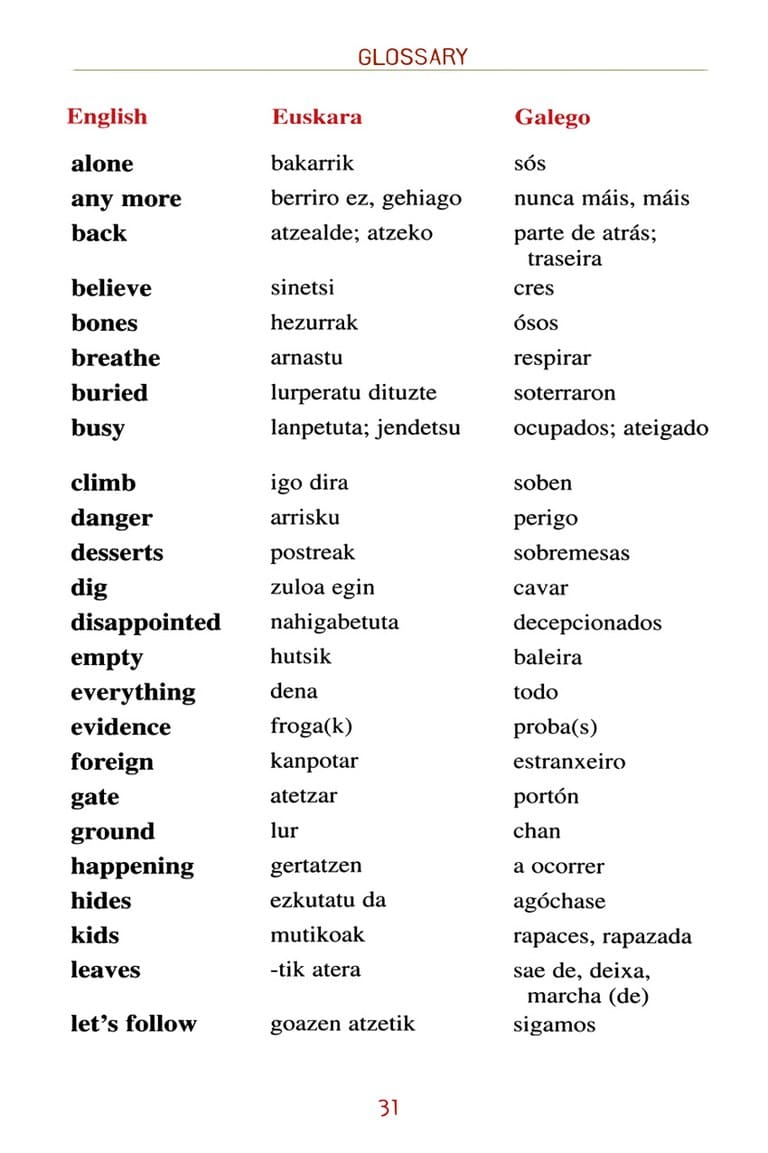 GLOSSARY
English Euskara Galego
alone bakarrik sós
any more berriro ez, gehiago nunca máis, máis
back atzealde; atzeko parte de atrás;
traseira
believe sinetsi cres
bones hezurrak ósos
breathe arnastu respirar
buried lurperatu dituzte soterraron
busy lanpetuta; jendetsu ocupados; ateigado
climb igo dira soben
danger arrisku perigo
desserts postreak sobremesas
dig zuloa egin cavar
disappointed nahigabetuta decepcionados
empty hutsik baleira
everything dena todo
evidence froga(k) proba(s)
foreign kanpotar estranxeiro
gate atetzar portón
ground lur chan
happening gertatzen a ocorrer
hides ezkutatu da agóchase
kids mutikoak rapaces, rapazada
leaves -tik atera sae de, deixa,
marcha (de)
let's follow goazen atzetik sigamos
31